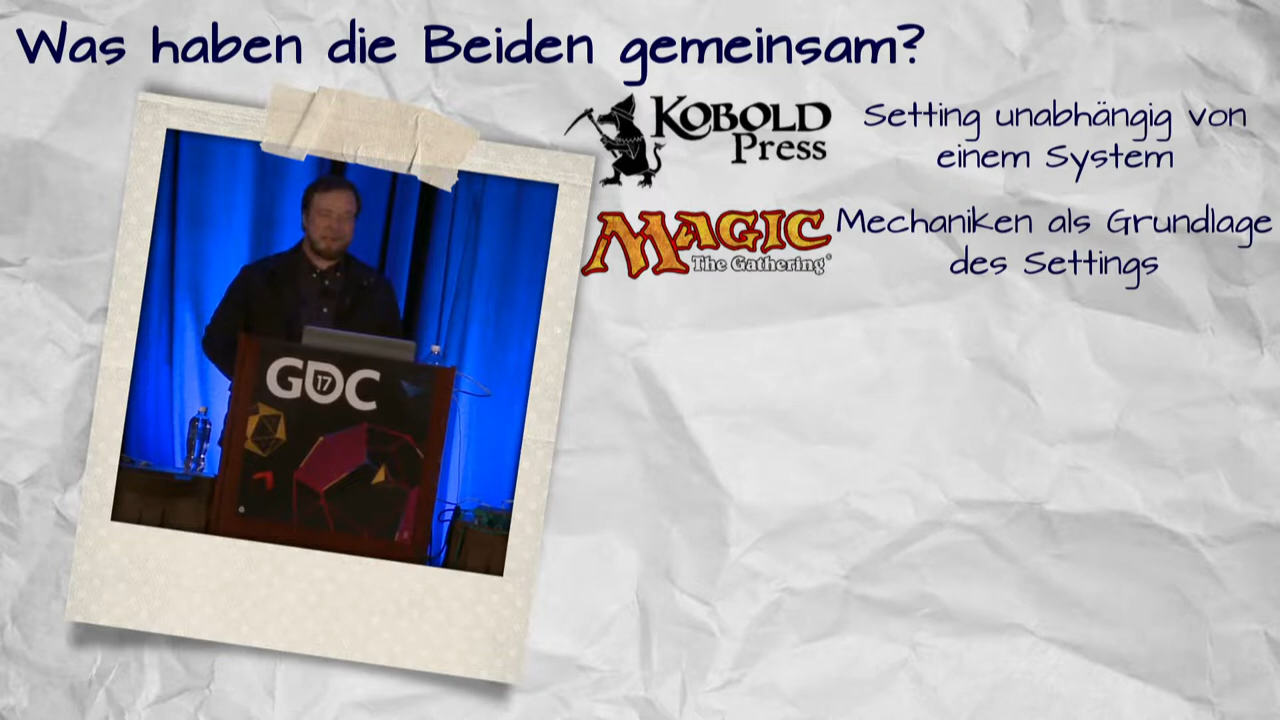 Was haben die Beiden gemeinsam?
KOBOLD
Press
Setting unabhängig von
einem System
MAGIC
The Gathering®
Mechaniken als Grundlage
des Settings
GDC
17